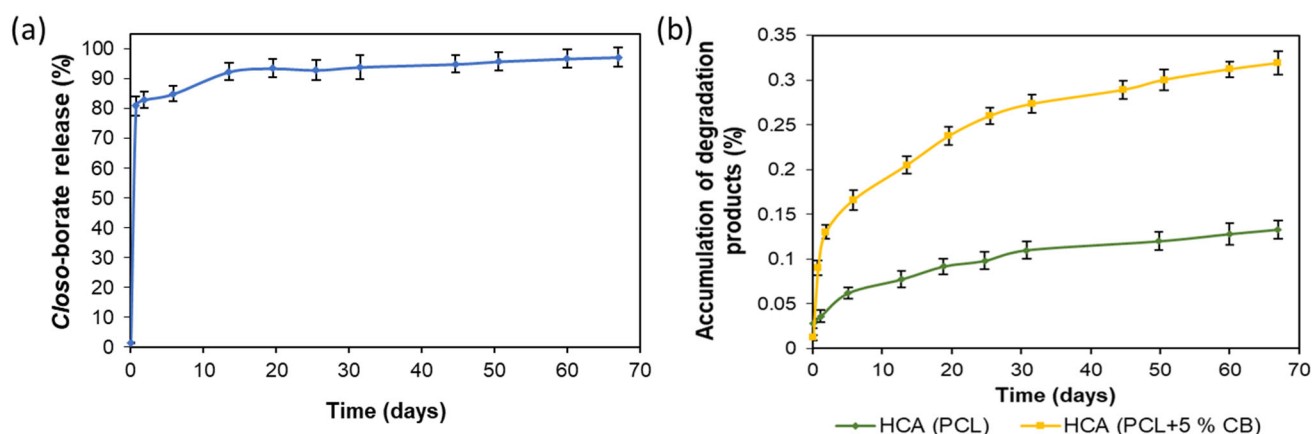 (a)
Closo-borate release (%)
100
90
80
70
60
50
40
30
20
10
0
0 10 20 30 40 50 60 70
Time (days)
(b)
Accumulation of degradation
products (%)
0.35
0.3
0.25
0.2
0.15
0.1
0.05
0
0 10 20 30 40 50 60 70
Time (days)
HCA (PCL) HCA (PCL+5 % CB)